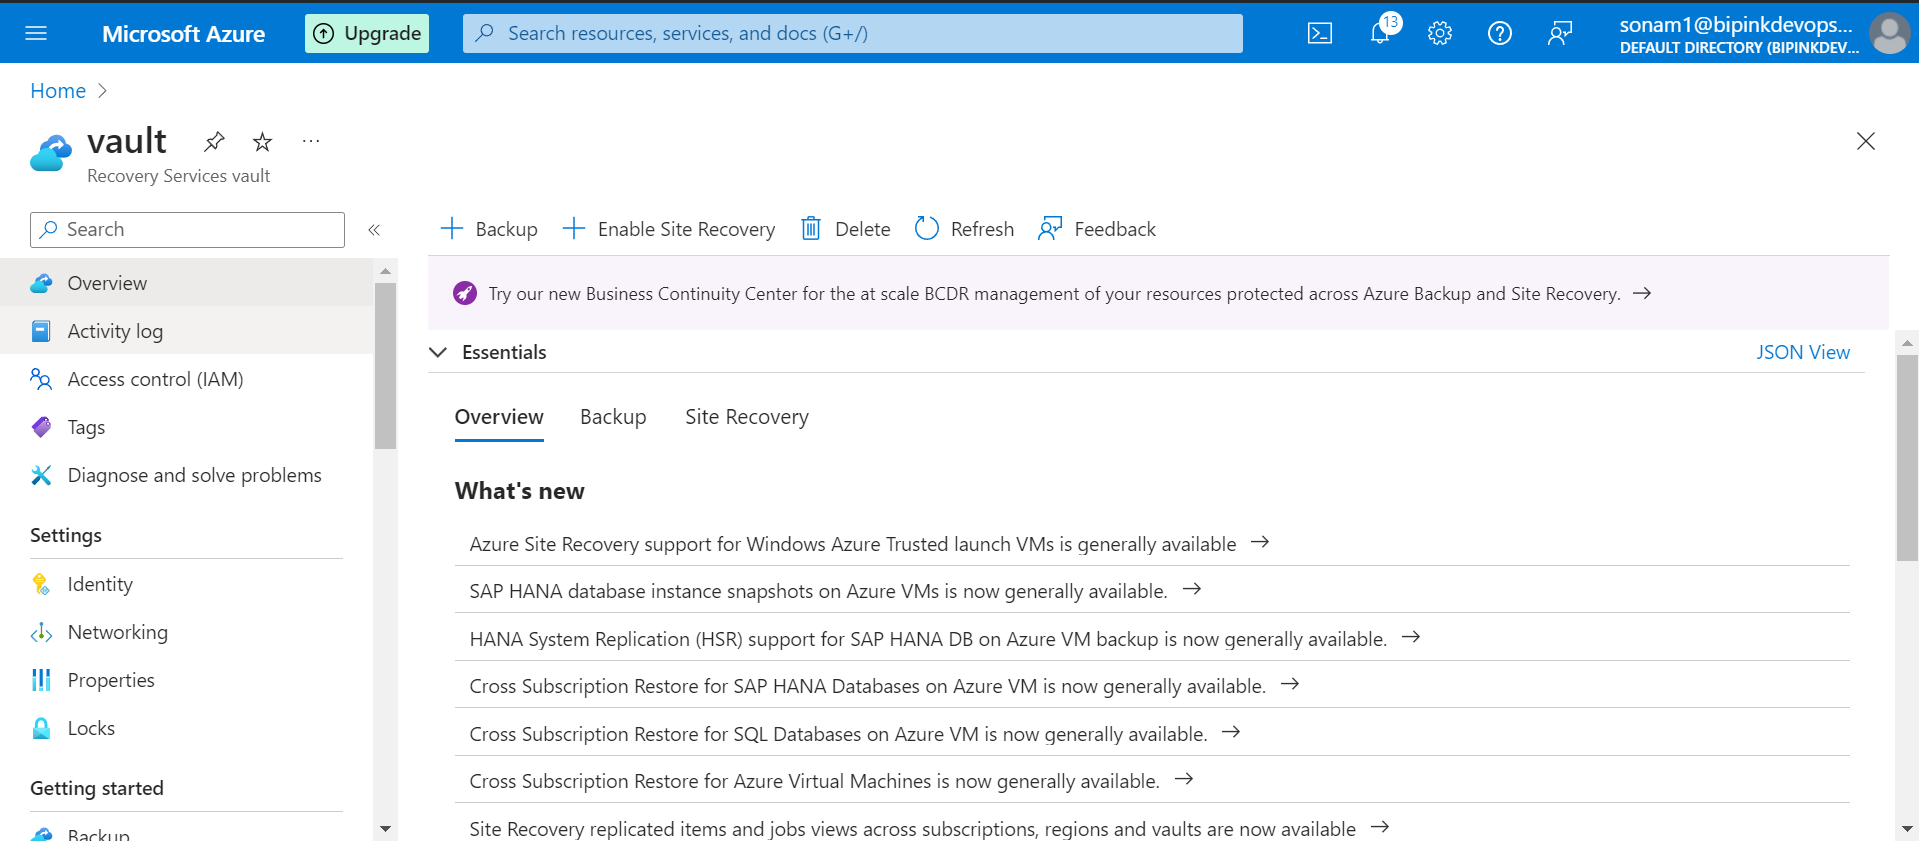 Microsoft Azure
Upgrade
Search resources, services, and docs (G+/)
13
sonam1@bipinkdevops...
DEFAULT DIRECTORY (BIPINKDEV...
Home
vault
Recovery Services vault
Search
Overview
Activity log
Access control (IAM)
Tags
Diagnose and solve problems
Settings
Identity
Networking
Properties
Locks
Getting started
Backup
Backup
Enable Site Recovery
Delete
Refresh
Feedback
Try our new Business Continuity Center for the at scale BCDR management of your resources protected across Azure Backup and Site Recovery.
Essentials
JSON View
Overview
Backup
Site Recovery
What's new
Azure Site Recovery support for Windows Azure Trusted launch VMs is generally available
SAP HANA database instance snapshots on Azure VMs is now generally available.
HANA System Replication (HSR) support for SAP HANA DB on Azure VM backup is now generally available.
Cross Subscription Restore for SAP HANA Databases on Azure VM is now generally available.
Cross Subscription Restore for SQL Databases on Azure VM is now generally available.
Cross Subscription Restore for Azure Virtual Machines is now generally available.
Site Recovery replicated items and jobs views across subscriptions, regions and vaults are now available